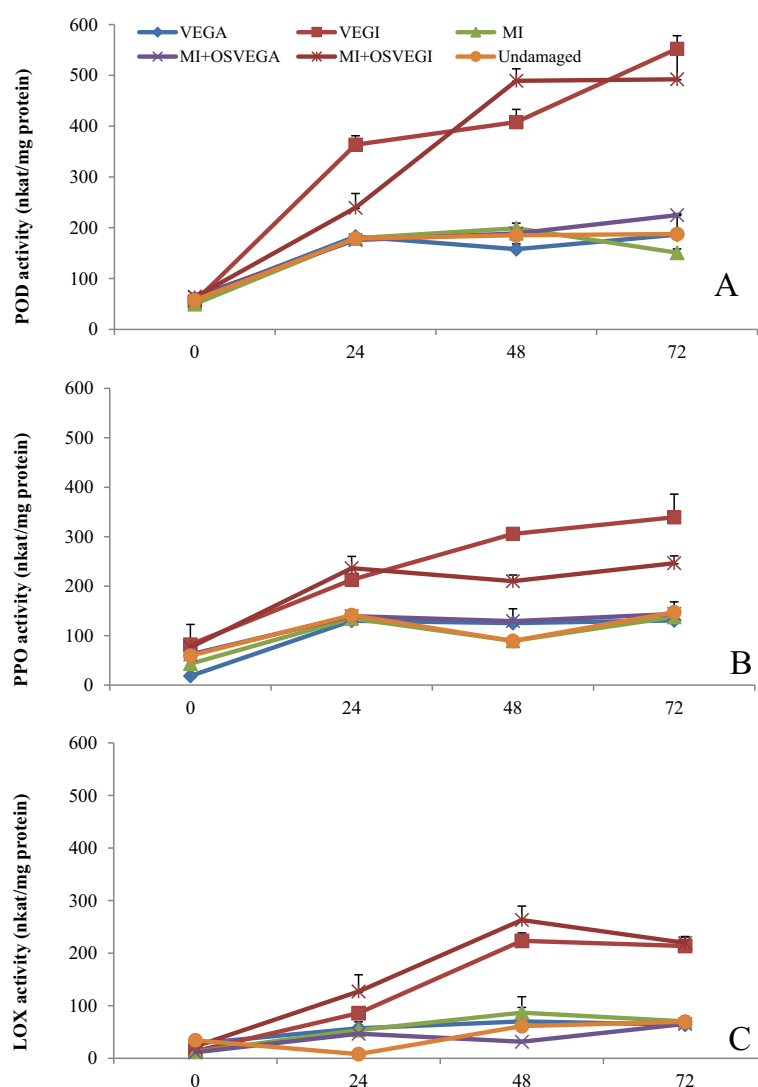 VEGA VEGI MI
MI+OSVEGA MI+OSVEGI Undamaged
POD activity (nkat/mg protein)
600
500
400
300
200
100
0
0 24 48 72
A
PPO activity (nkat/mg protein)
600
500
400
300
200
100
0
0 24 48 72
B
LOX activity (nkat/mg protein)
600
500
400
300
200
100
0
0 24 48 72
C